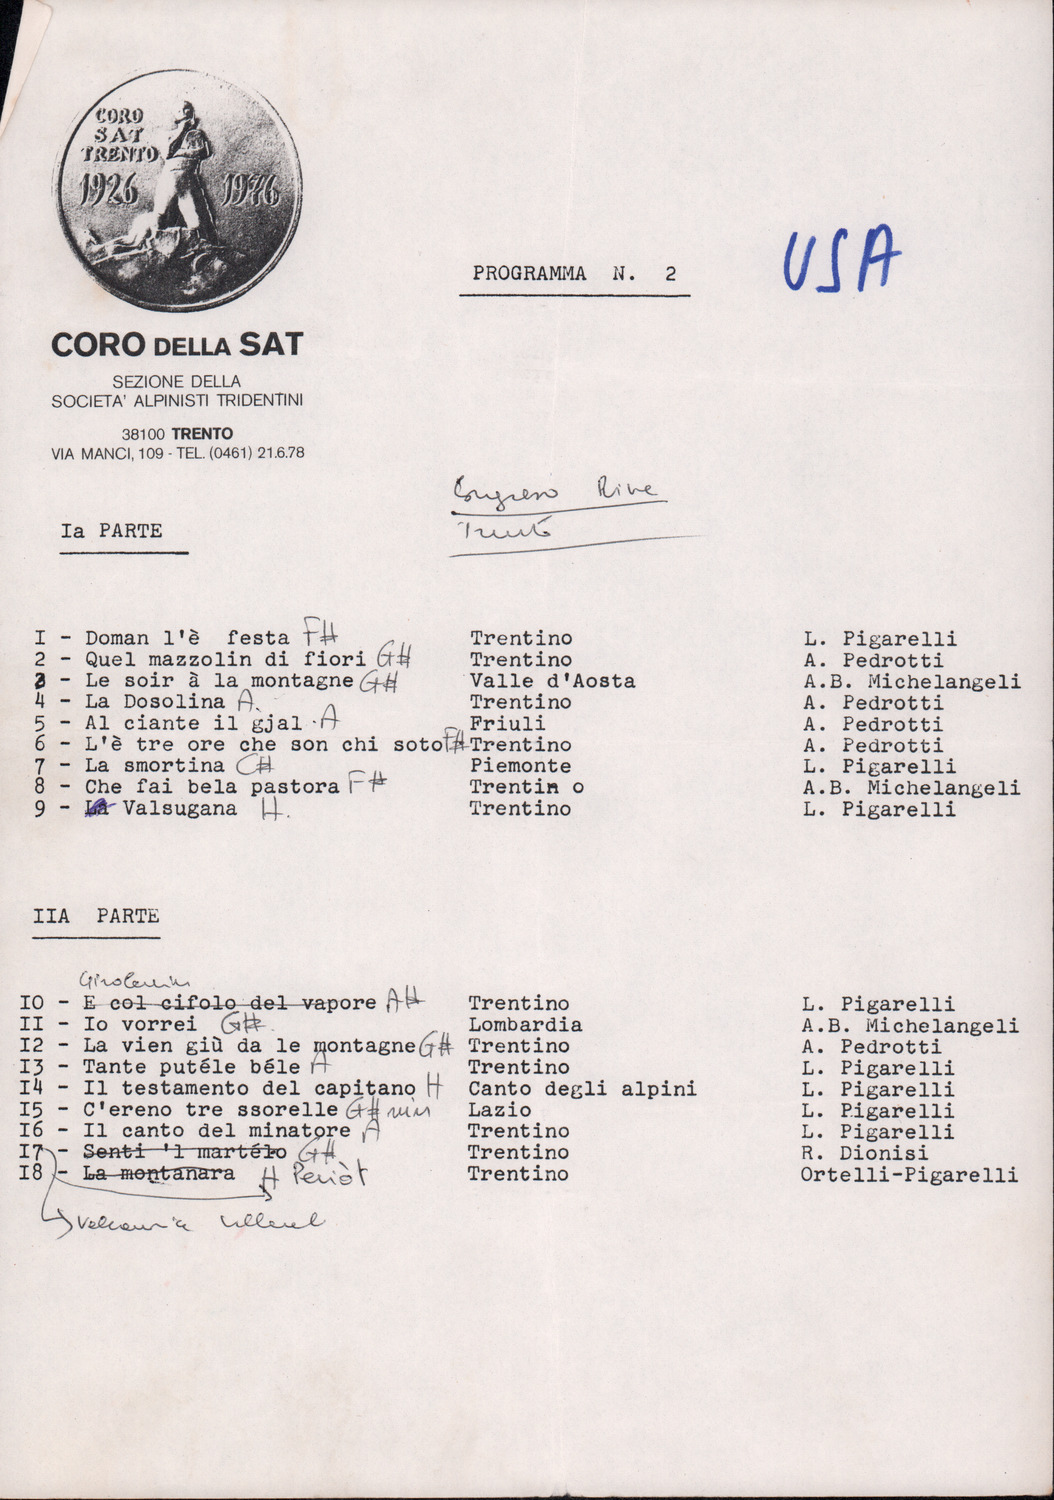 CORO
SAT
TRENTO
1926 1976
PROGRAMMA N. 2
USA
CORO DELLA SAT
SEZIONE DELLA
SOCIETA' ALPINISTI TRIDENTINI
38100 TRENTO
VIA MANCI, 109 - TEL. (0461) 21.6.78
Congresso Riva
Trento
Ia PARTE
I - Doman l'è festa F# Trentino L. Pigarelli
2 - Quel mazzolin di fiori G# Trentino A. Pedrotti
3 - Le soir à la montagne G# Valle d'Aosta A.B. Michelangeli
4 - La Dosolina A. Trentino A. Pedrotti
5 - Al ciante il gjal . A Friuli A. Pedrotti
6 - L'è tre ore che son chi soto F# Trentino A. Pedrotti
7 - La smortina C# Piemonte L. Pigarelli
8 - Che fai bela pastora F# Trentin o A.B. Michelangeli
9 - La Valsugana H. Trentino L. Pigarelli
IIA PARTE
IO - E col cifolo del vapore A# Trentino L. Pigarelli
II - Io vorrei G#. Lombardia A.B. Michelangeli
I2 - La vien giù da le montagne G# Trentino A. Pedrotti
I3 - Tante putéle béle A Trentino L. Pigarelli
I4 - Il testamento del capitano H Canto degli alpini L. Pigarelli
I5 - C'ereno tre ssorelle G# min Lazio L. Pigarelli
I6 - Il canto del minatore A Trentino L. Pigarelli
I7 - Senti 'l martélo G# Trentino R. Dionisi
I8 - La montanara H Trentino Ortelli-Pigarelli